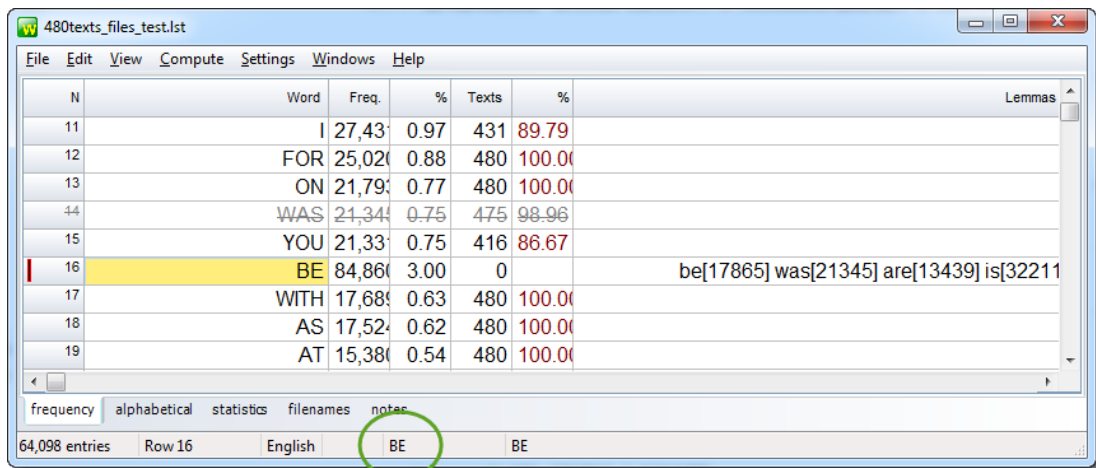 480texts_files_test.lst
File Edit View Compute Settings Windows Help
N Word Freq. % Texts % Lemmas
11 I 27,431 0.97 431 89.79
12 FOR 25,020 0.88 480 100.00
13 ON 21,793 0.77 480 100.00
14 WAS 21,345 0.75 475 98.96
15 YOU 21,331 0.75 416 86.67
16 BE 84,860 3.00 0 be[17865] was[21345] are[13439] is[32211
17 WITH 17,689 0.63 480 100.00
18 AS 17,524 0.62 480 100.00
19 AT 15,380 0.54 480 100.00
frequency alphabetical statistics filenames notes
64,098 entries Row 16 English BE BE